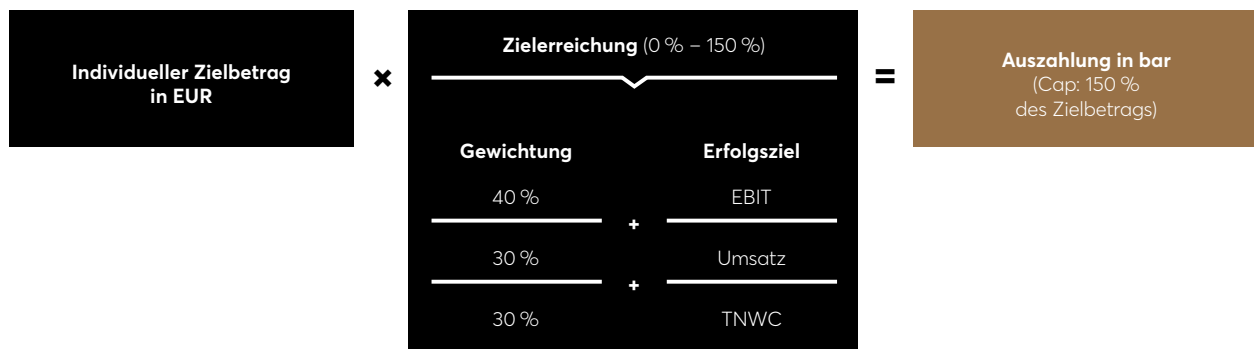 Individueller Zielbetrag
in EUR
×
Zielerreichung (0 % – 150 %)
Gewichtung Erfolgsziel
40 % EBIT
+
30 % Umsatz
+
30 % TNWC
=
Auszahlung in bar
(Cap: 150 %
des Zielbetrags)